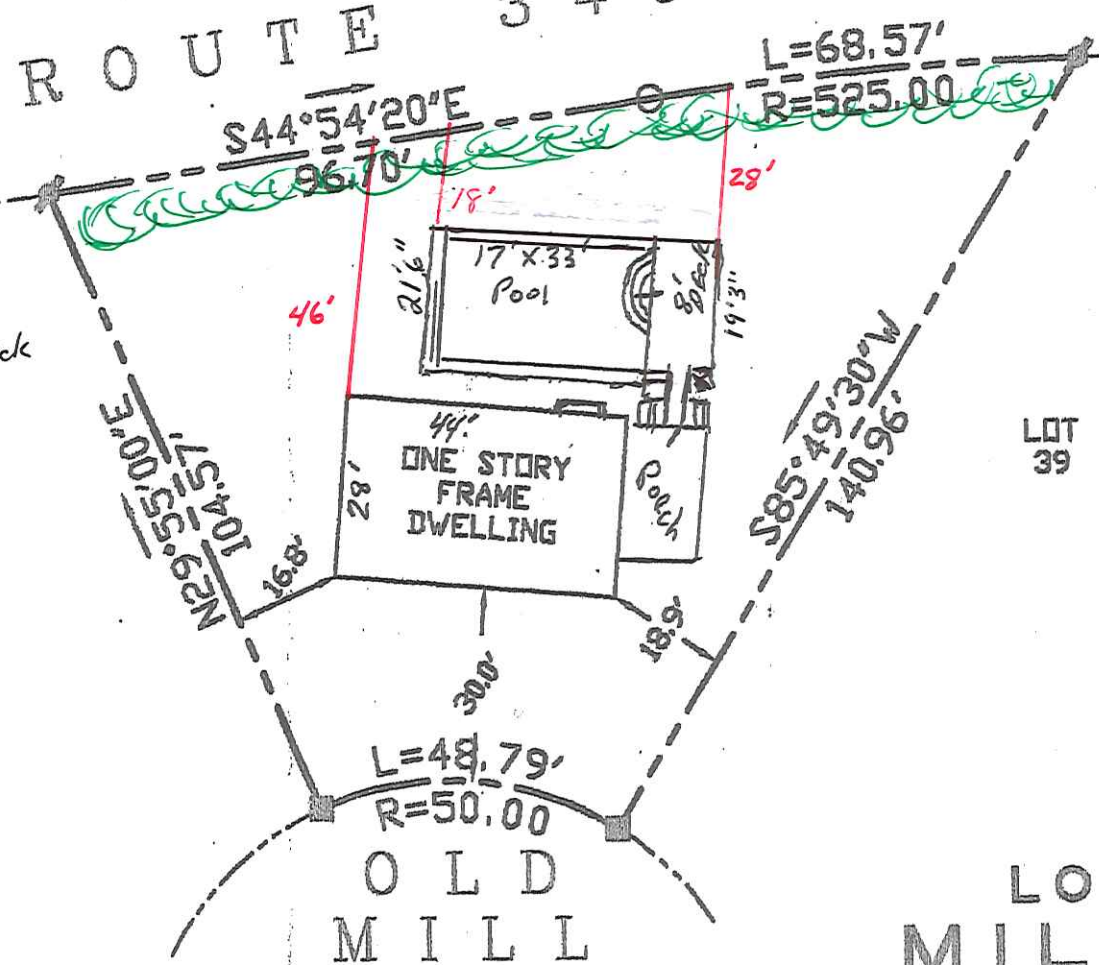 ROUTE 34
L=68.57'
R=525.00
S44°54'20"E
96.70'
18'
28'
46'
17' X 33'
Pool
21'6"
8'
Deck
19'3"
ck
N29°55'00"E
104.57'
S85°49'30"W
140.96'
LOT
39
44'
ONE STORY
FRAME
DWELLING
28'
Porch
16.8'
18.9'
30.0'
L=48.79'
R=50.00
OLD
MILL
LO
MIL